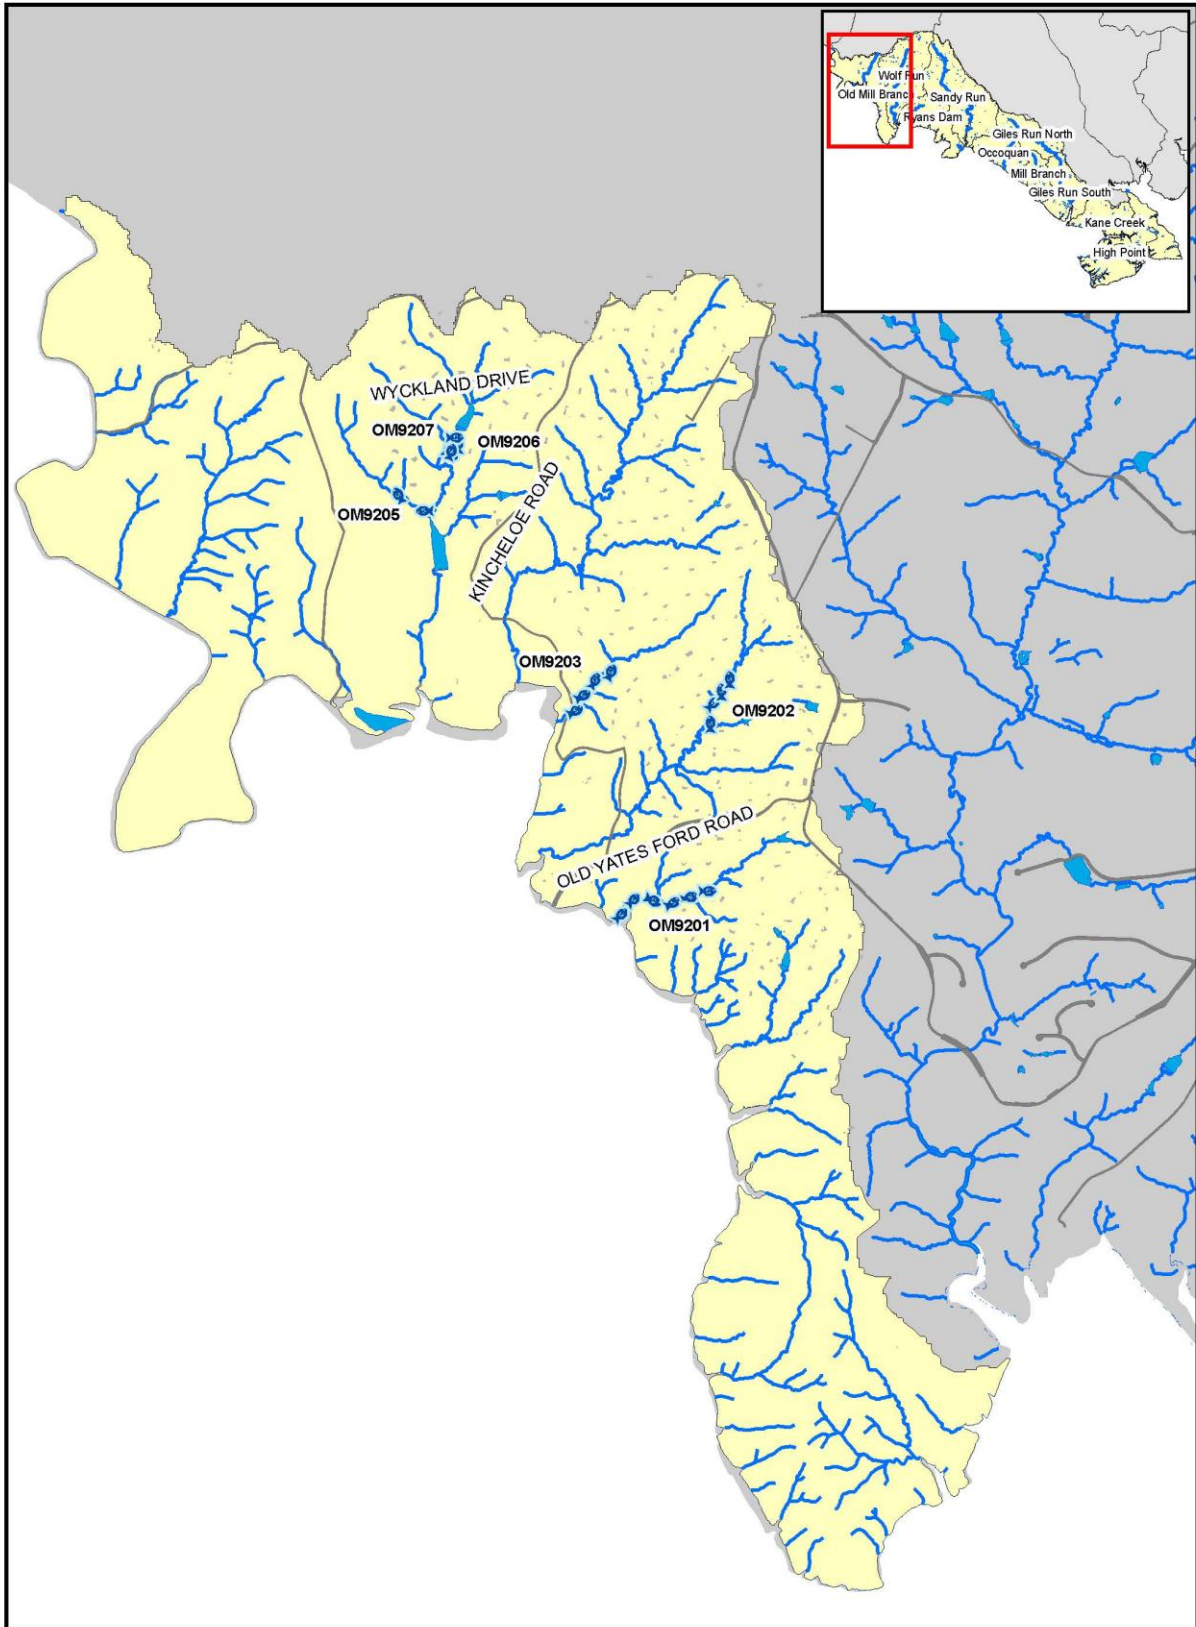 Wolf Run
Old Mill Branch
Sandy Run
Ryans Dam
Giles Run North
Occoquan
Mill Branch
Giles Run South
Kane Creek
High Point
WYCKLAND DRIVE
OM9207
OM9206
OM9205
KINCHELOE ROAD
OM9203
OM9202
OLD YATES FORD ROAD
OM9201